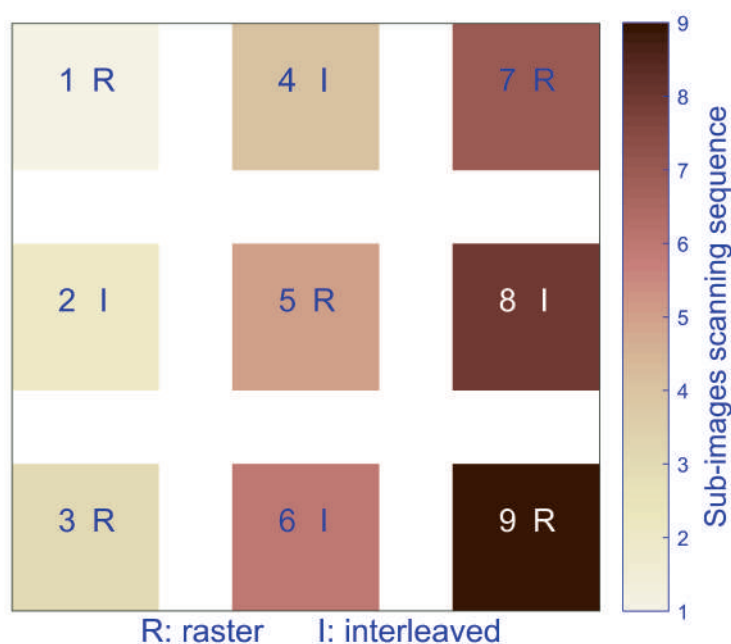 1 R
4 I
7 R
2 I
5 R
8 I
3 R
6 I
9 R
R: raster I: interleaved
9
8
7
6
5
4
3
2
1
Sub-images scanning sequence